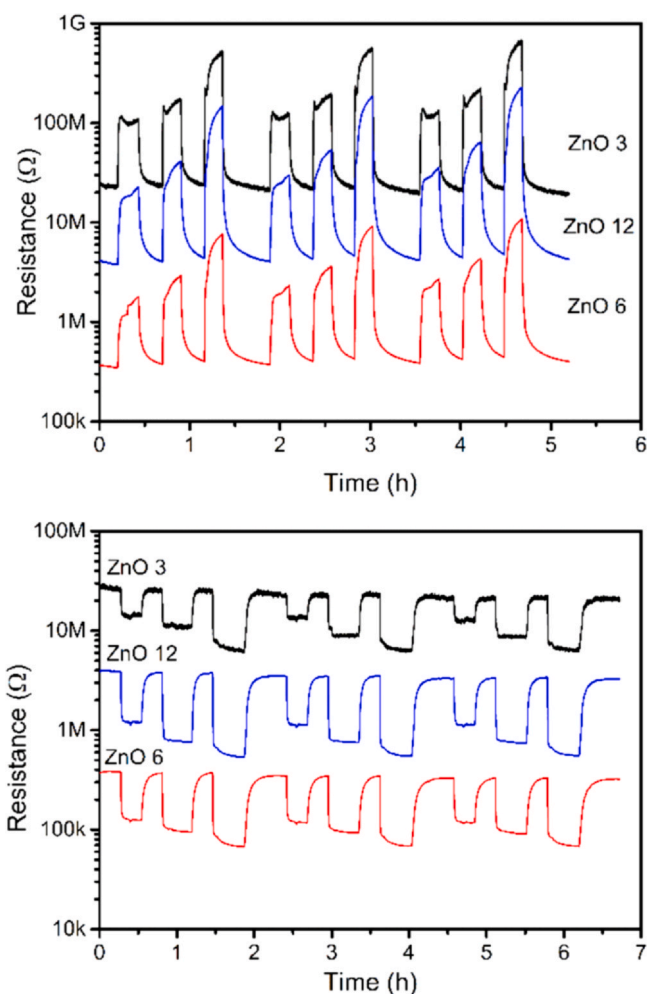 1G
100M
10M
1M
100k
Resistance (Ω)
ZnO 3
ZnO 12
ZnO 6
0 1 2 3 4 5 6
Time (h)
100M
10M
1M
100k
10k
Resistance (Ω)
ZnO 3
ZnO 12
ZnO 6
0 1 2 3 4 5 6 7
Time (h)